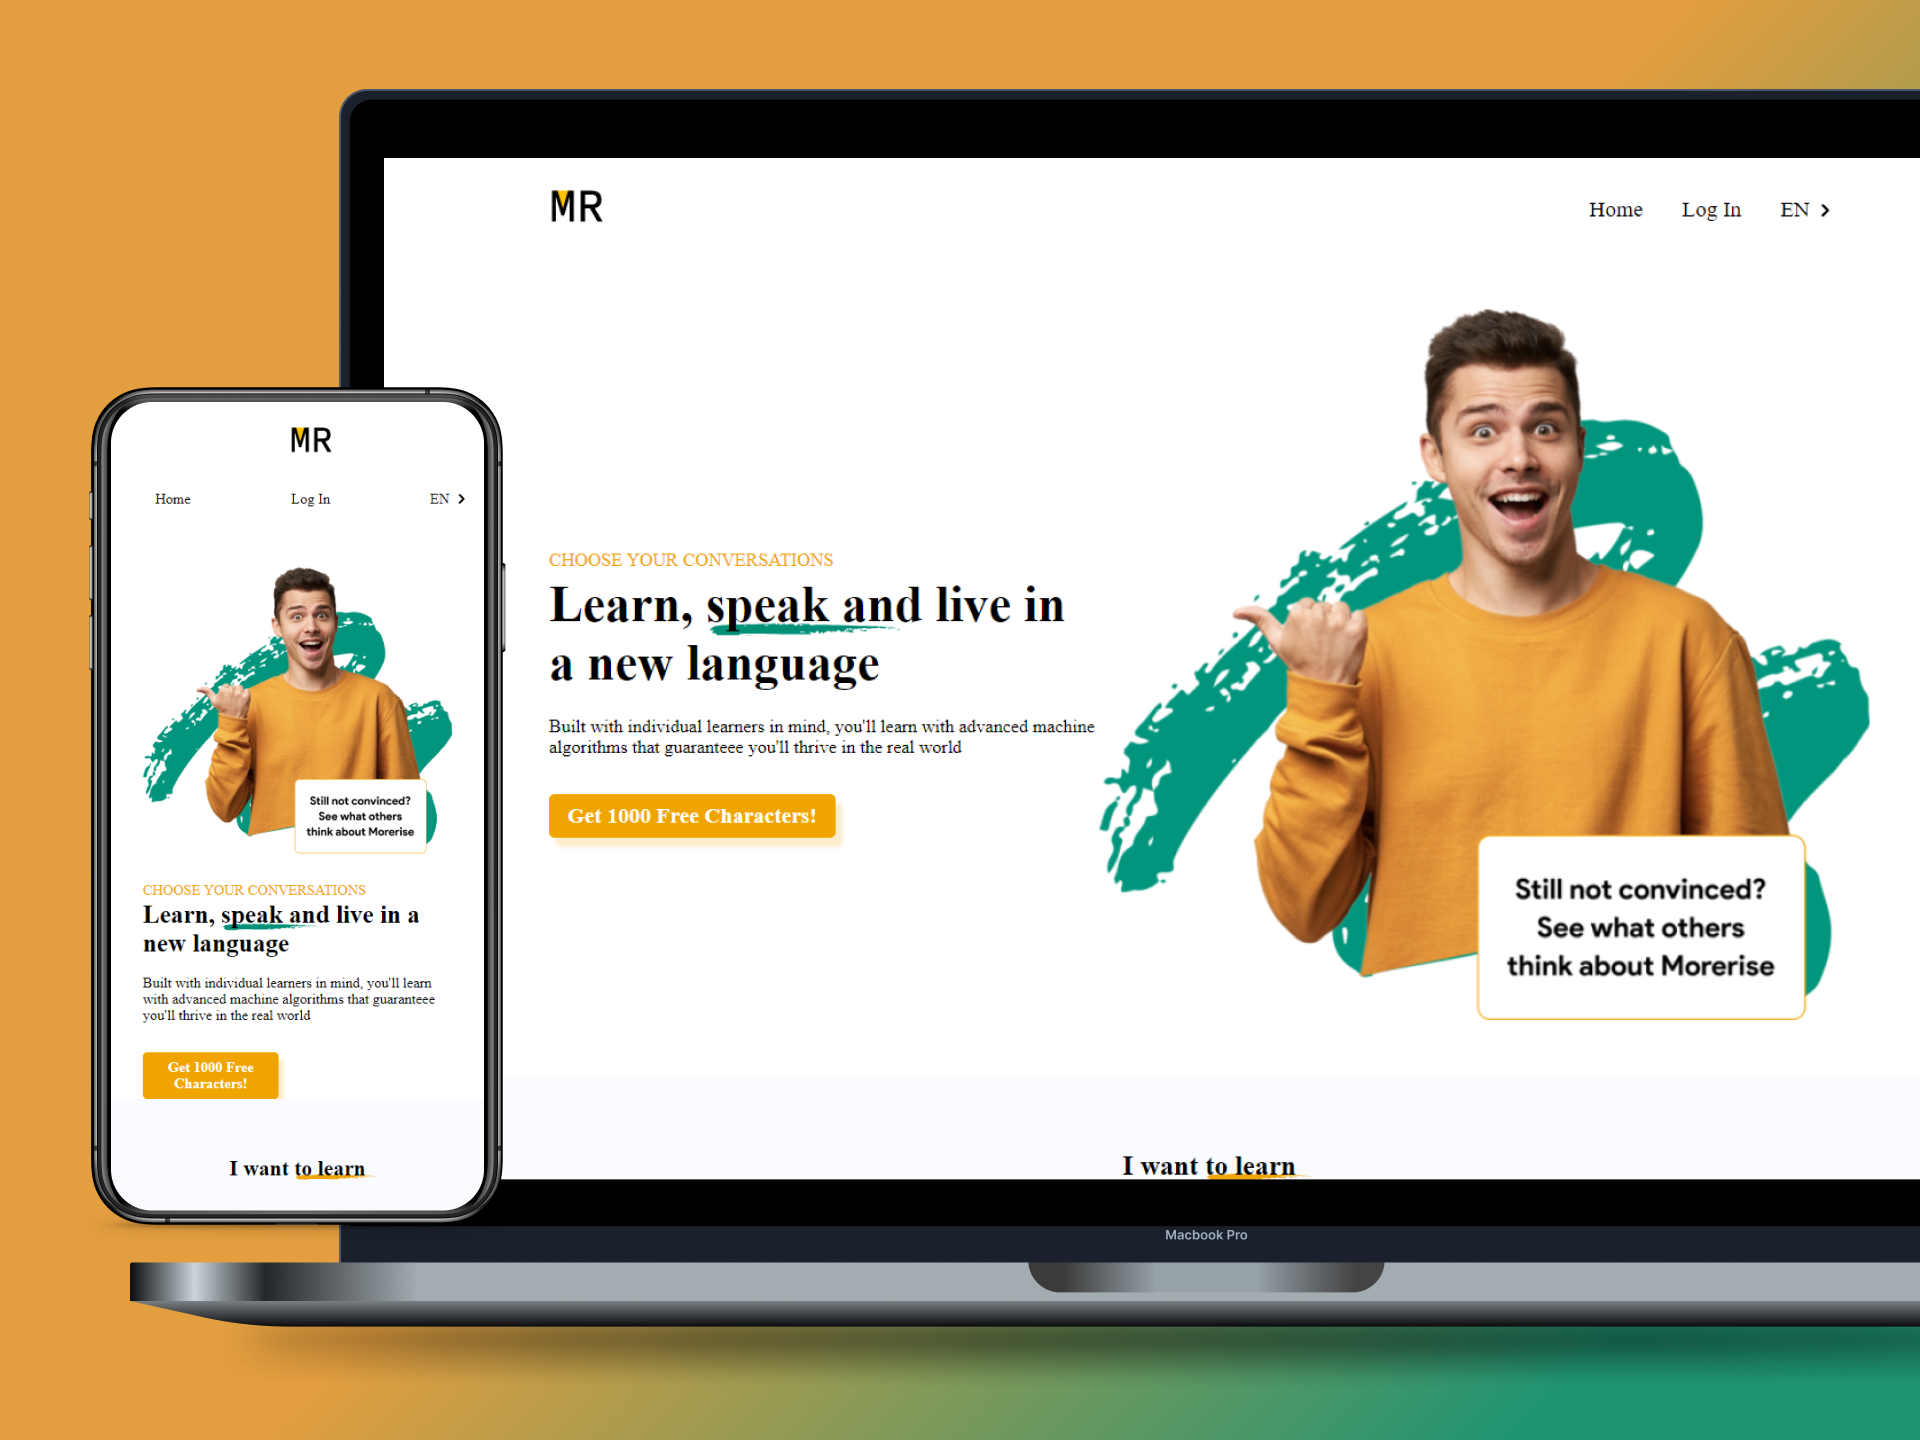 MR
Home Log In EN
CHOOSE YOUR CONVERSATIONS
Learn, speak and live in
a new language
Built with individual learners in mind, you'll learn with advanced machine
algorithms that guaranteee you'll thrive in the real world
Get 1000 Free Characters!
Still not convinced?
See what others
think about Morerise
I want to learn
Macbook Pro
MR
Home Log In EN
Still not convinced?
See what others
think about Morerise
CHOOSE YOUR CONVERSATIONS
Learn, speak and live in a
new language
Built with individual learners in mind, you'll learn
with advanced machine algorithms that guaranteee
you'll thrive in the real world
Get 1000 Free
Characters!
I want to learn